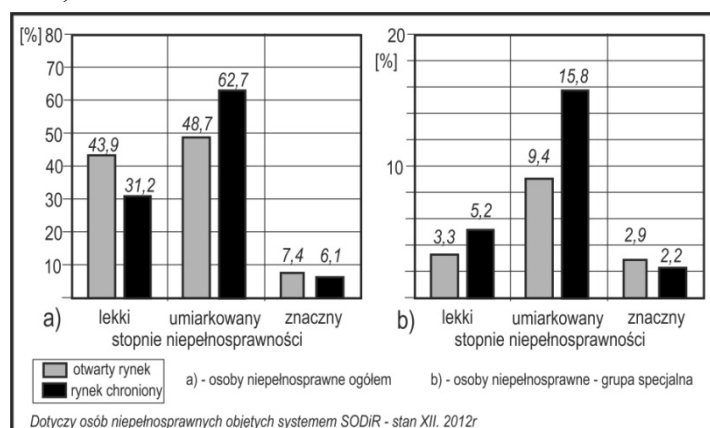 [%] 80
70
60
50
40
30
20
10
43,9
31,2
48,7
62,7
7,4
6,1
a)
lekki umiarkowany znaczny
stopnie niepełnosprawności
20
[%]
10
3,3
5,2
9,4
15,8
2,9
2,2
b)
lekki umiarkowany znaczny
stopnie niepełnosprawności
otwarty rynek
rynek chroniony
a) - osoby niepełnosprawne ogółem
b) - osoby niepełnosprawne - grupa specjalna
Dotyczy osób niepełnosprawnych objętych systemem SODiR - stan XII. 2012r